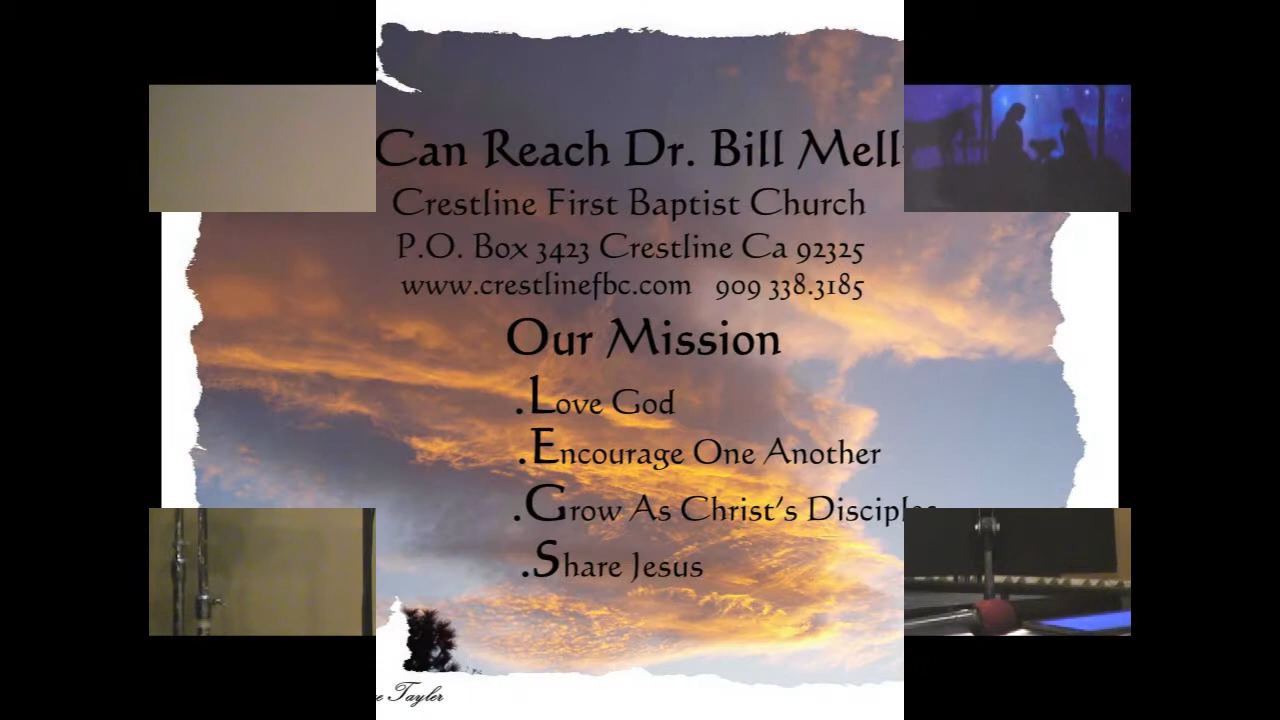 Can Reach Dr. Bill Mell
Crestline First Baptist Church
P.O. Box 3423 Crestline Ca 92325
www.crestlinefbc.com 909 338.3185
Our Mission
.Love God
.Encourage One Another
.Grow As Christ's Disciples
.Share Jesus
Tayler